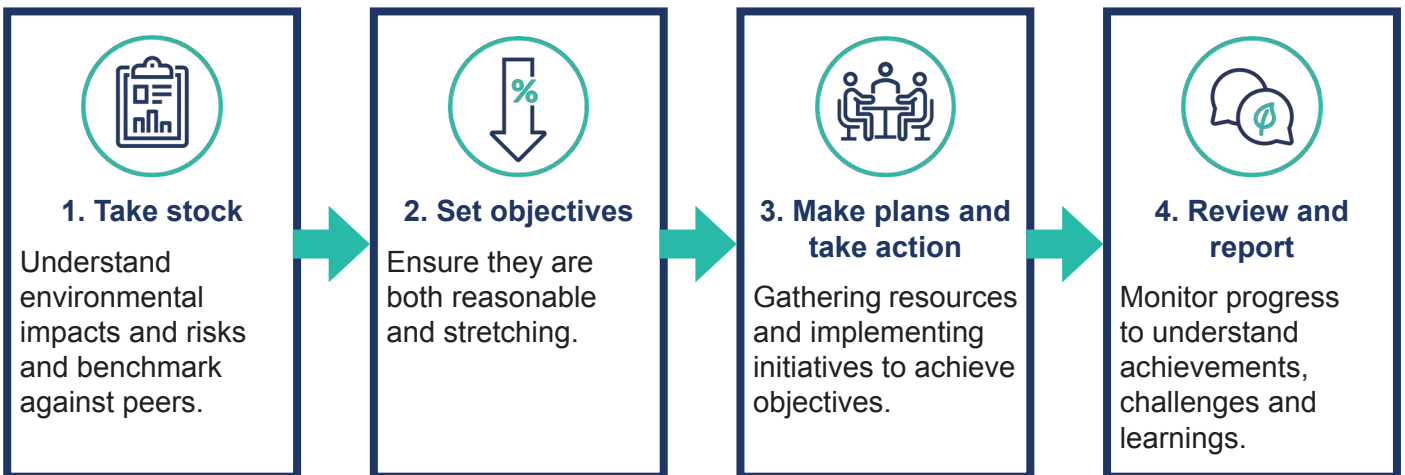 1. Take stock
Understand
environmental
impacts and risks
and benchmark
against peers.
%
2. Set objectives
Ensure they are
both reasonable
and stretching.
3. Make plans and
take action
Gathering resources
and implementing
initiatives to achieve
objectives.
4. Review and
report
Monitor progress
to understand
achievements,
challenges and
learnings.